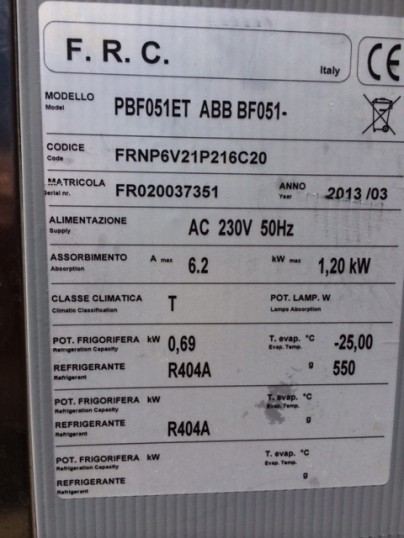 F. R. C.
Italy
CE
MODELLO
Model
PBF051ET ABB BF051-
CODICE
Code
FRNP6V21P216C20
MATRICOLA
Serial nr.
FR020037351
ANNO
Year
2013 /03
ALIMENTAZIONE
Supply
AC 230V 50Hz
ASSORBIMENTO
Absorption
A max
6.2
kW max
1,20 kW
CLASSE CLIMATICA
Climatic Classification
T
POT. LAMP. W
Lamps Absorption
POT. FRIGORIFERA kW
Refrigeration Capacity
0,69
T. evap. °C
Evap. Temp.
-25,00
REFRIGERANTE
Refrigerant
R404A
g
550
POT. FRIGORIFERA kW
Refrigeration Capacity
T. evap. °C
Evap. Temp.
REFRIGERANTE
Refrigerant
R404A
g
POT. FRIGORIFERA kW
Refrigeration Capacity
T. evap. °C
Evap. Temp.
REFRIGERANTE
Refrigerant
g